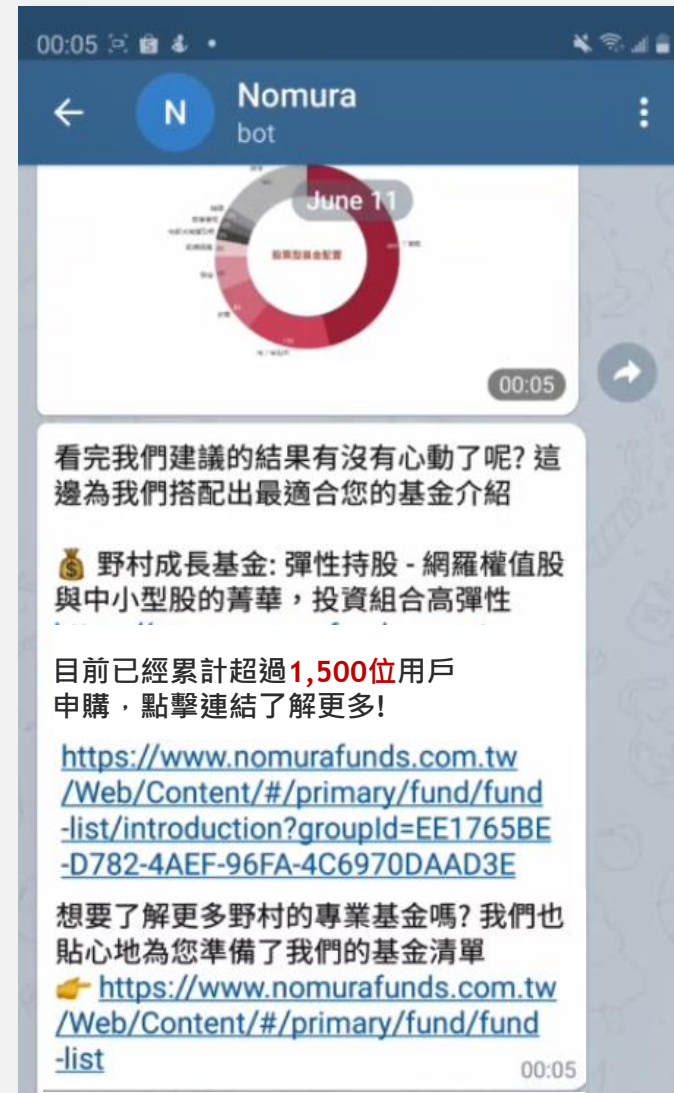 00:05
N
Nomura
bot
June 11
股票型基金配置
00:05
看完我們建議的結果有沒有心動了呢? 這
邊為我們搭配出最適合您的基金介紹
💰 野村成長基金: 彈性持股 - 網羅權值股
與中小型股的菁華，投資組合高彈性
目前已經累計超過1,500位用戶
申購，點擊連結了解更多!
https://www.nomurafunds.com.tw
/Web/Content/#/primary/fund/fund
-list/introduction?groupId=EE1765BE
-D782-4AEF-96FA-4C6970DAAD3E
想要了解更多野村的專業基金嗎? 我們也
貼心地為您準備了我們的基金清單
👉 https://www.nomurafunds.com.tw
/Web/Content/#/primary/fund/fund
-list
00:05